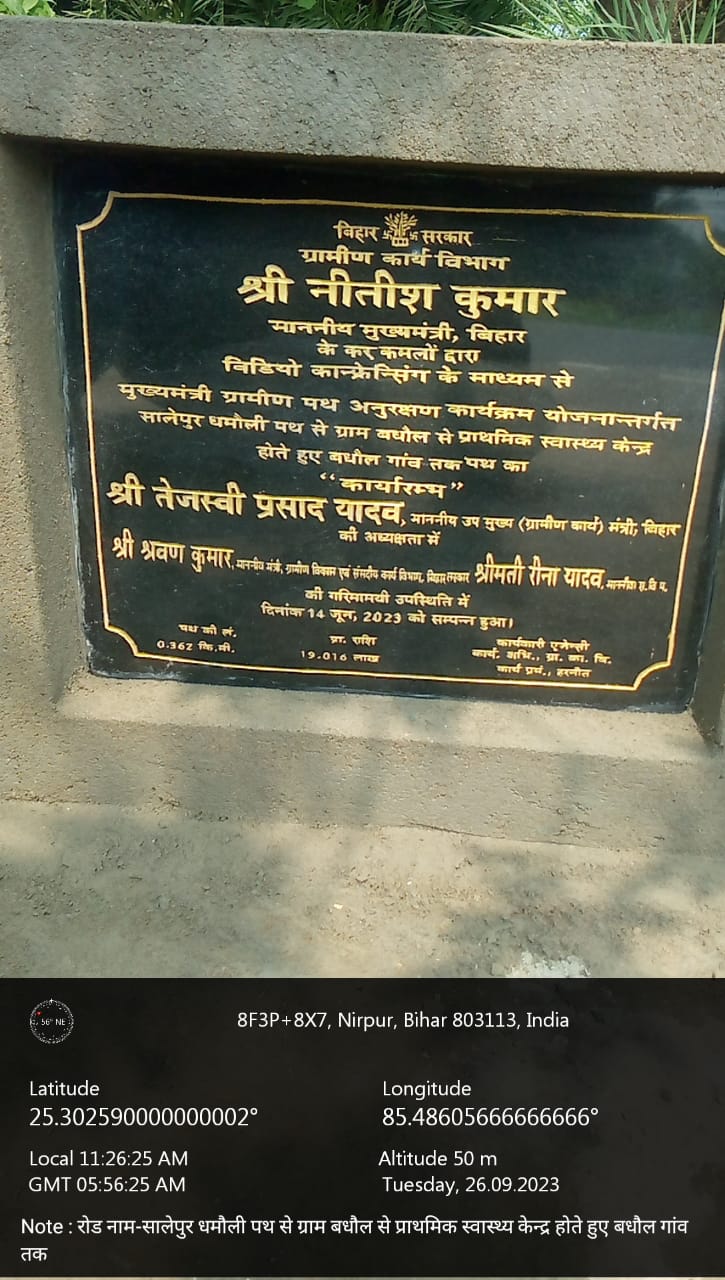 बिहार सरकार
ग्रामीण कार्य विभाग
श्री नीतीश कुमार
माननीय मुख्यमंत्री, बिहार
के कर कमलों द्वारा
विडियो कान्फ्रेन्सिंग के माध्यम से
मुख्यमंत्री ग्रामीण पथ अनुरक्षण कार्यक्रम योजनान्तर्गत
सालेपुर धमौली पथ से ग्राम बधौल से प्राथमिक स्वास्थ्य केन्द्र
होते हुए बधौल गांव तक पथ का
“कार्यारम्भ”
श्री तेजस्वी प्रसाद यादव, माननीय उप मुख्य (ग्रामीण कार्य) मंत्री, बिहार
की अध्यक्षता में
श्री श्रवण कुमार, माननीय मंत्री, ग्रामीण विकास एवं संसदीय कार्य विभाग, बिहार सरकार श्रीमती रीना यादव, माननीया स.वि.प.
की गरिमामयी उपस्थिति में
दिनांक 14 जून, 2023 को सम्पन्न हुआ।
पथ की लं. प्रा. राशि कार्यकारी एजेन्सी
0.362 कि.मी. 19.016 लाख कार्य. अभि., ग्रा. का. वि.
कार्य प्रमं., हरनौत
56° NE
8F3P+8X7, Nirpur, Bihar 803113, India
Latitude Longitude
25.302590000000002° 85.48605666666666°
Local 11:26:25 AM Altitude 50 m
GMT 05:56:25 AM Tuesday, 26.09.2023
Note : रोड नाम-सालेपुर धमौली पथ से ग्राम बधौल से प्राथमिक स्वास्थ्य केन्द्र होते हुए बधौल गांव
तक